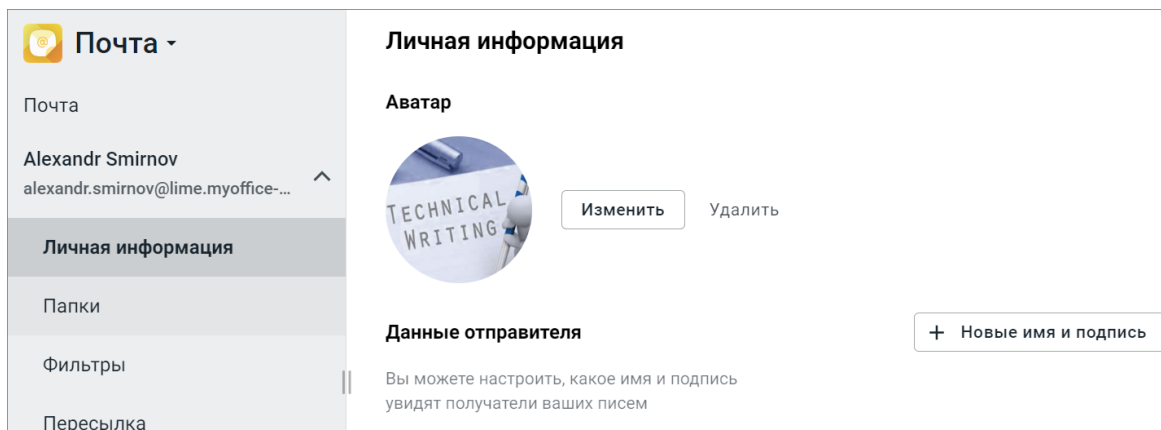 Почта
Почта
Alexandr Smirnov
alexandr.smirnov@lime.myoffice-...
Личная информация
Папки
Фильтры
Пересылка
Личная информация
Аватар
TECHNICAL
WRITING
Изменить
Удалить
Данные отправителя
+ Новые имя и подпись
Вы можете настроить, какое имя и подпись
увидят получатели ваших писем